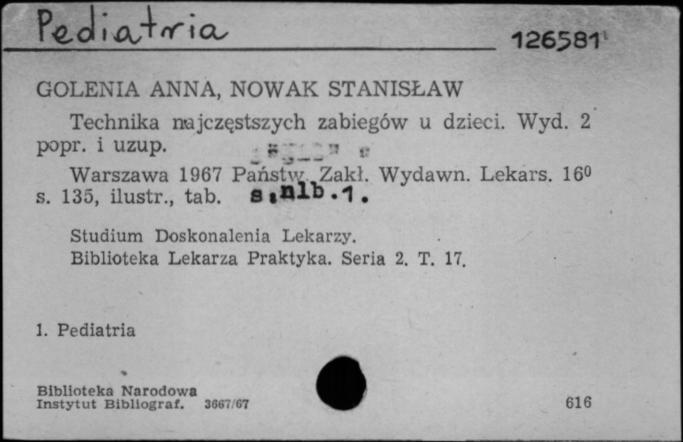 Pediatria
126581
GOLENIA ANNA, NOWAK STANISŁAW
Technika najczęstszych zabiegów u dzieci. Wyd. 2
popr. i uzup.
Warszawa 1967 Państw. Zakł. Wydawn. Lekars. 16⁰
s. 135, ilustr., tab. s.nlb.1.
Studium Doskonalenia Lekarzy.
Biblioteka Lekarza Praktyka. Seria 2. T. 17.
1. Pediatria
Biblioteka Narodowa
Instytut Bibliograf. 3667/67
616